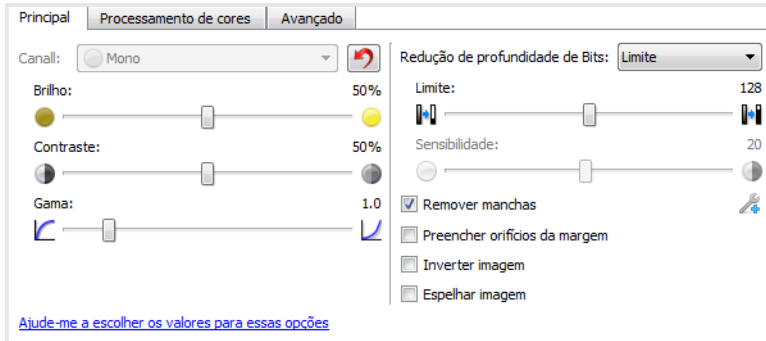 Principal Processamento de cores Avançado
Canall: Mono
Brilho: 50%
Contraste: 50%
Gama: 1.0
Ajude-me a escolher os valores para essas opções
Redução de profundidade de Bits: Limite
Limite: 128
Sensibilidade: 20
Remover manchas
Preencher orifícios da margem
Inverter imagem
Espelhar imagem